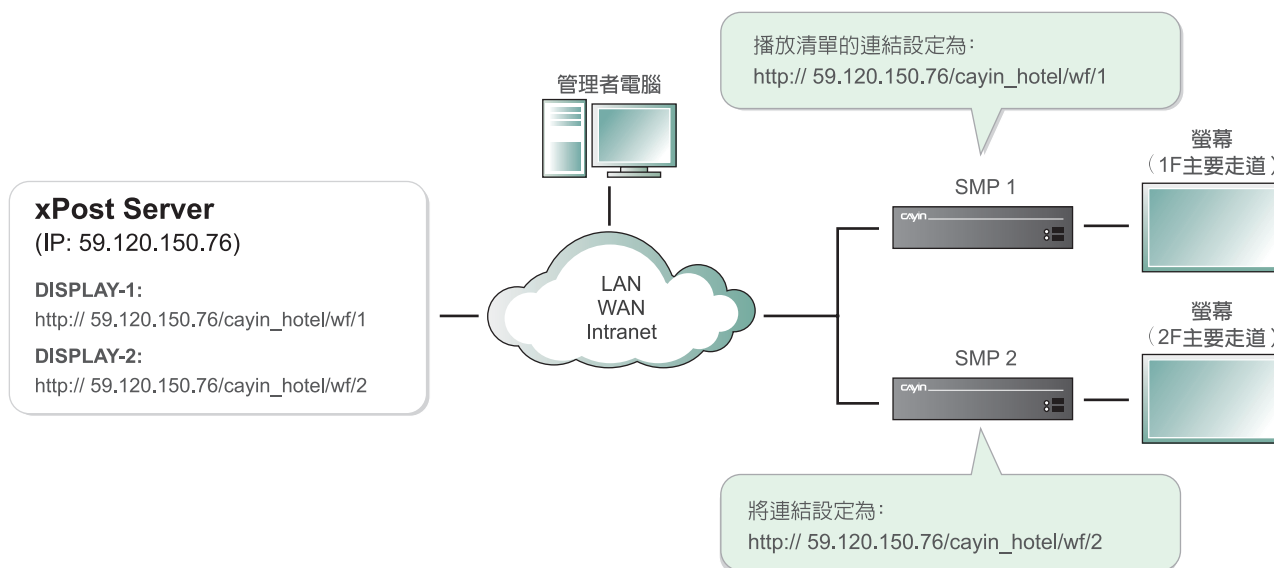 播放清單的連結設定為：
http:// 59.120.150.76/cayin_hotel/wf/1
管理者電腦
螢幕
（1F主要走道）
SMP 1
CAYIN
xPost Server
(IP: 59.120.150.76)
DISPLAY-1:
http:// 59.120.150.76/cayin_hotel/wf/1
DISPLAY-2:
http:// 59.120.150.76/cayin_hotel/wf/2
LAN
WAN
Intranet
螢幕
（2F主要走道）
SMP 2
CAYIN
將連結設定為：
http:// 59.120.150.76/cayin_hotel/wf/2